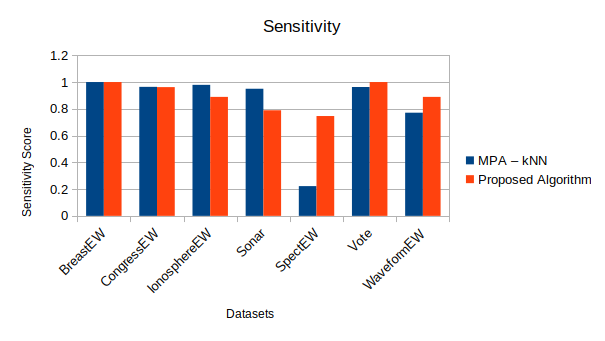 Sensitivity
1.2
1
0.8
0.6
0.4
0.2
0
Sensitivity Score
BreastEW
CongressEW
IonosphereEW
Sonar
SpectEW
Vote
WaveformEW
Datasets
MPA – kNN
Proposed Algorithm